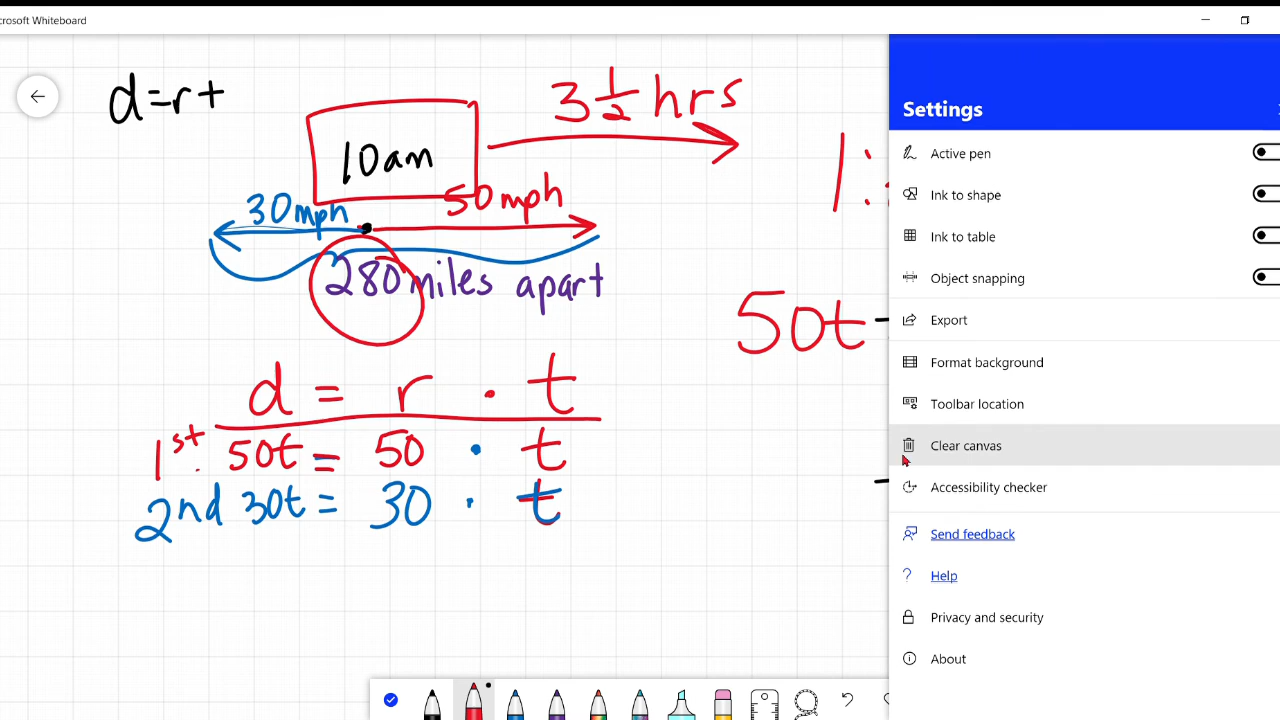 crosoft Whiteboard
d=rt
10am
3 1/2 hrs
1:
30mph
50mph
280 miles apart
50t -
d = r · t
1st 50t = 50 · t
2nd 30t = 30 · t
Settings
Active pen
Ink to shape
Ink to table
Object snapping
Export
Format background
Toolbar location
Clear canvas
Accessibility checker
Send feedback
Help
Privacy and security
About